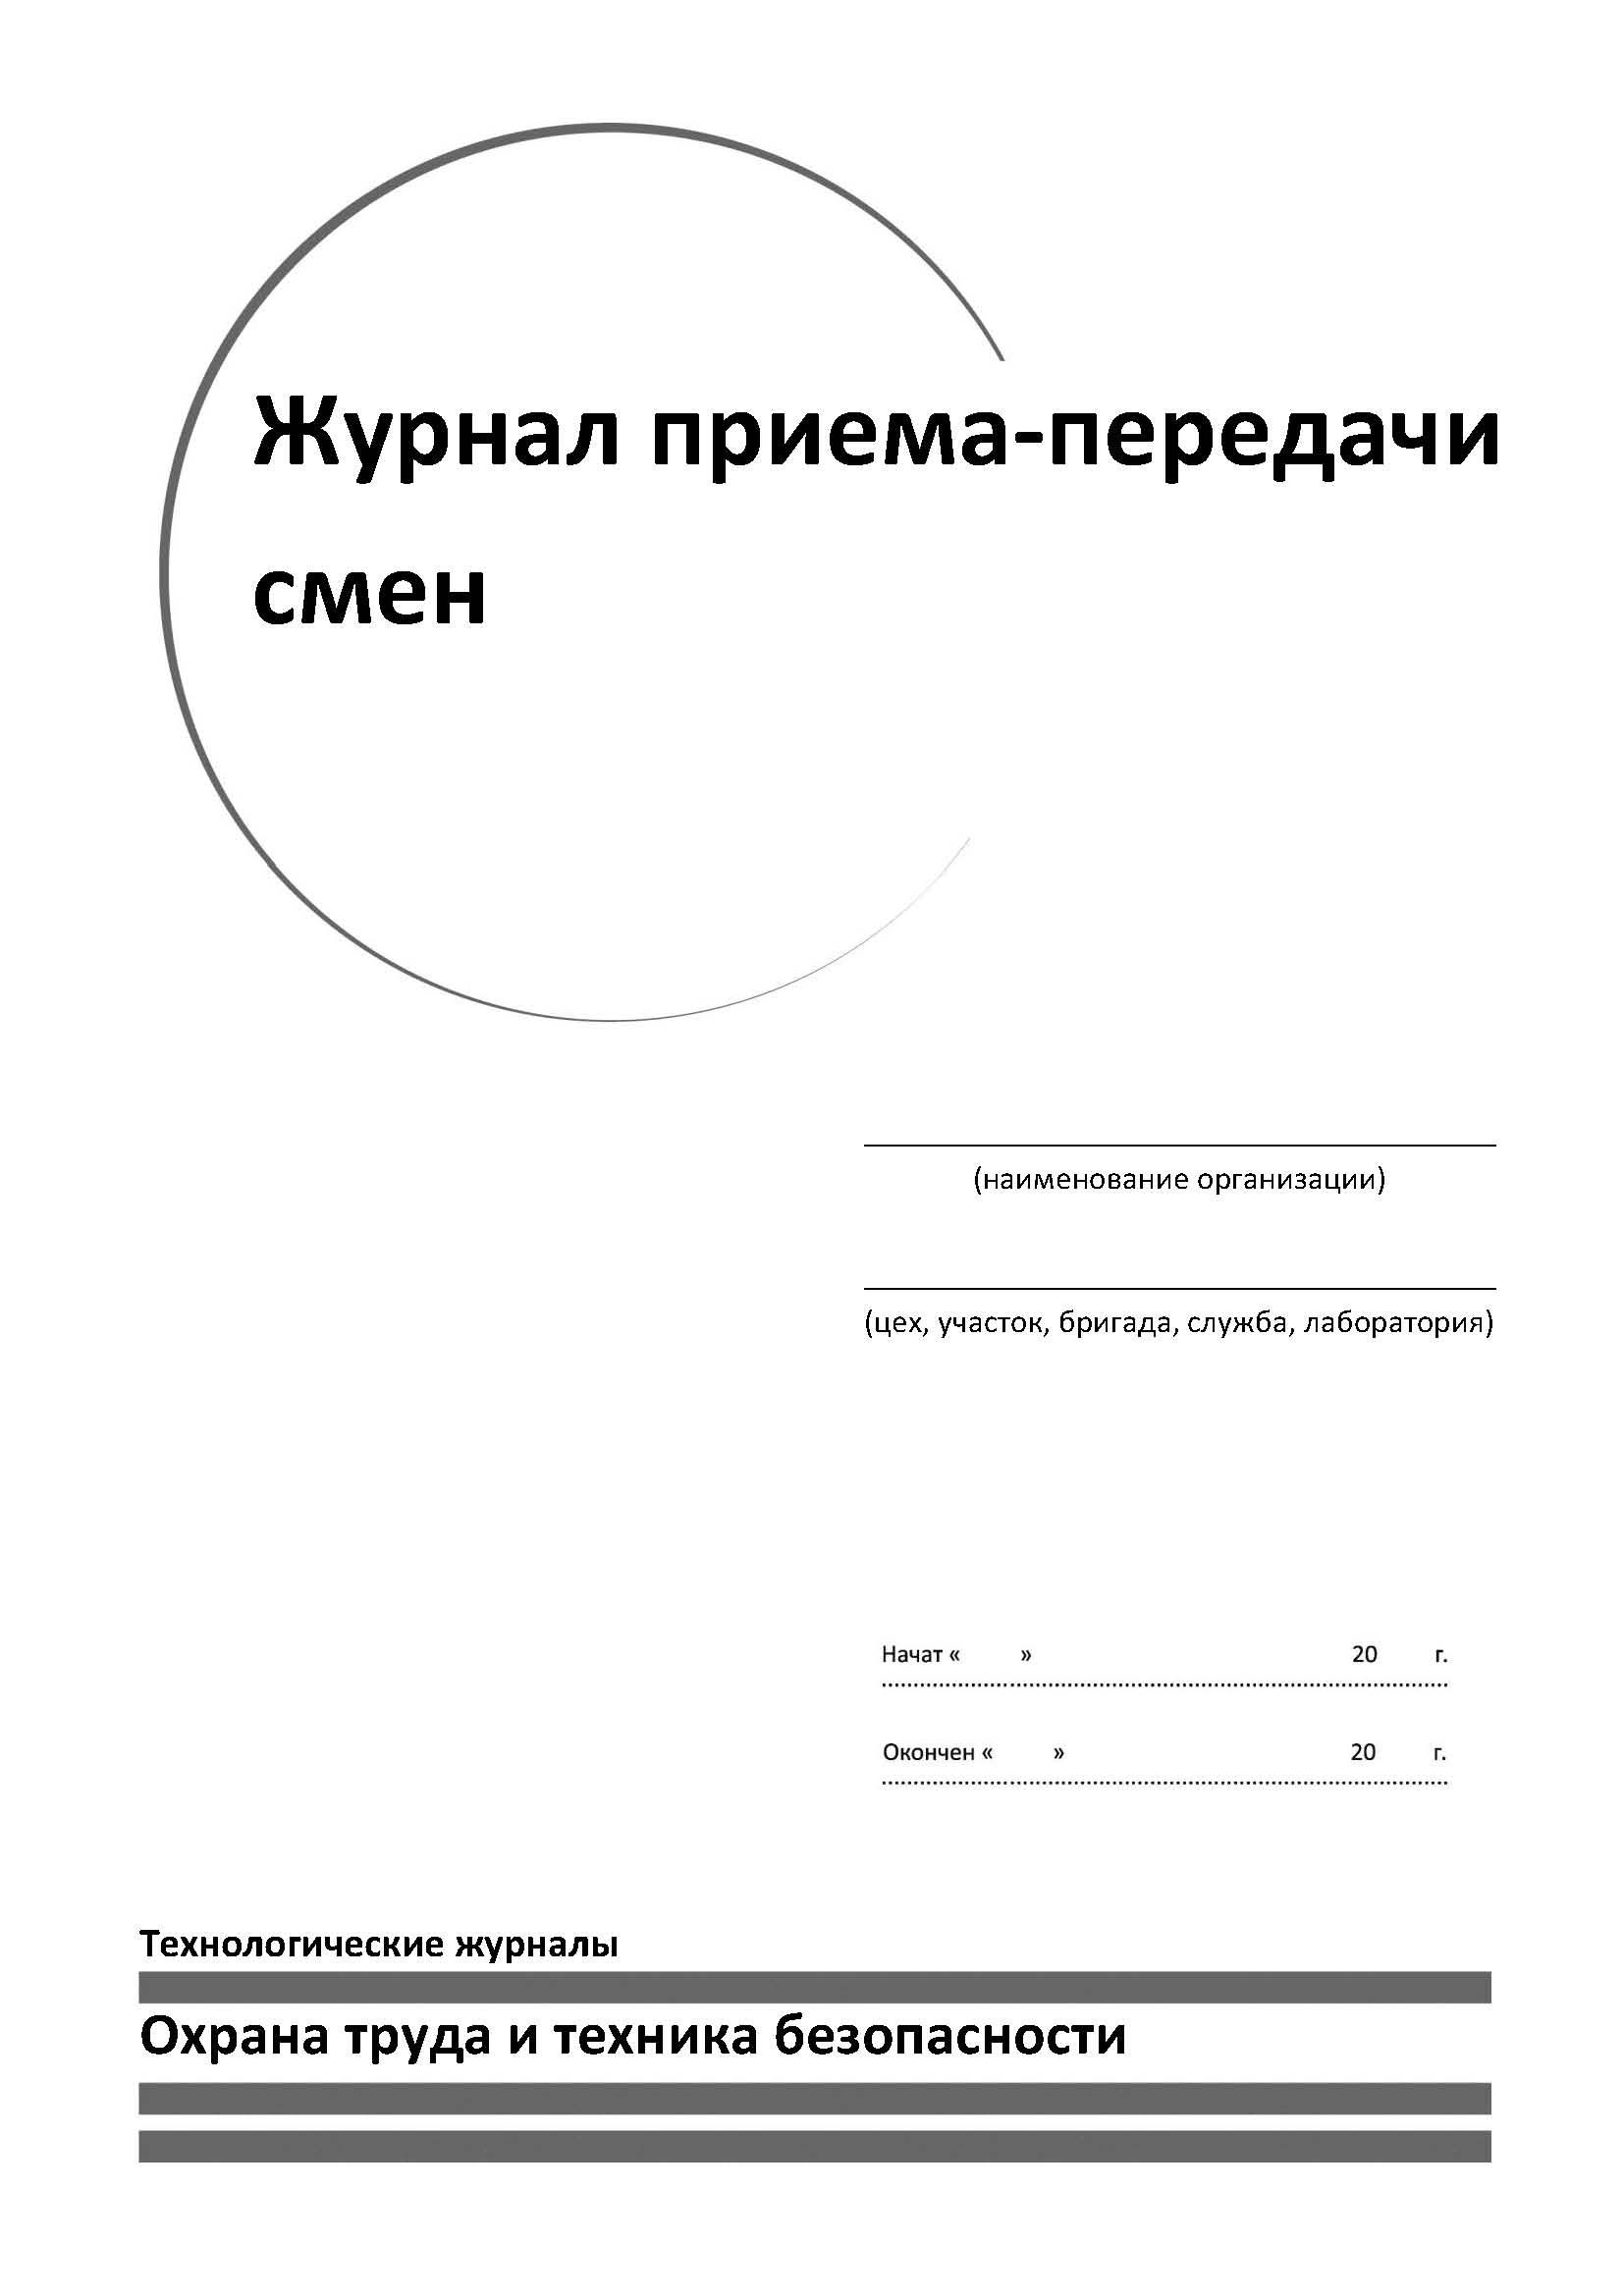 Журнал приема-передачи
смен
(наименование организации)
(цех, участок, бригада, служба, лаборатория)
Начат « » 20 г.
Окончен « » 20 г.
Технологические журналы
Охрана труда и техника безопасности